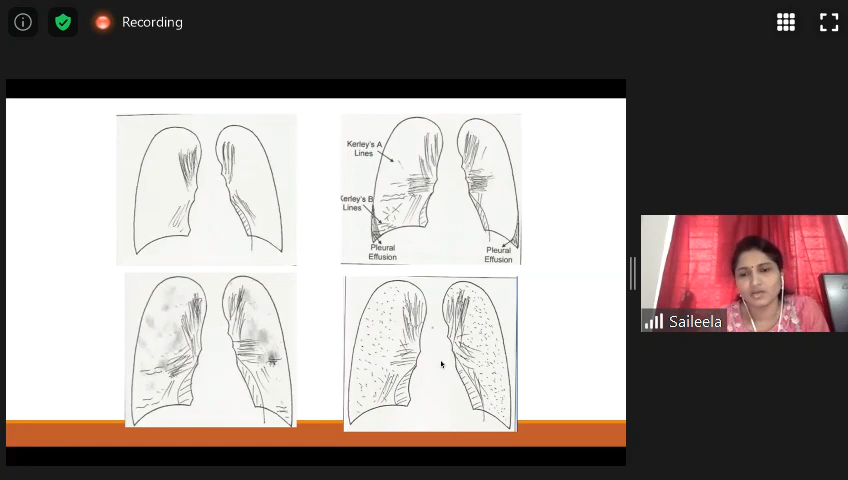 Recording
Kerley's A
Lines
Kerley's B
Lines
Pleural
Effusion
Pleural
Effusion
Saileela